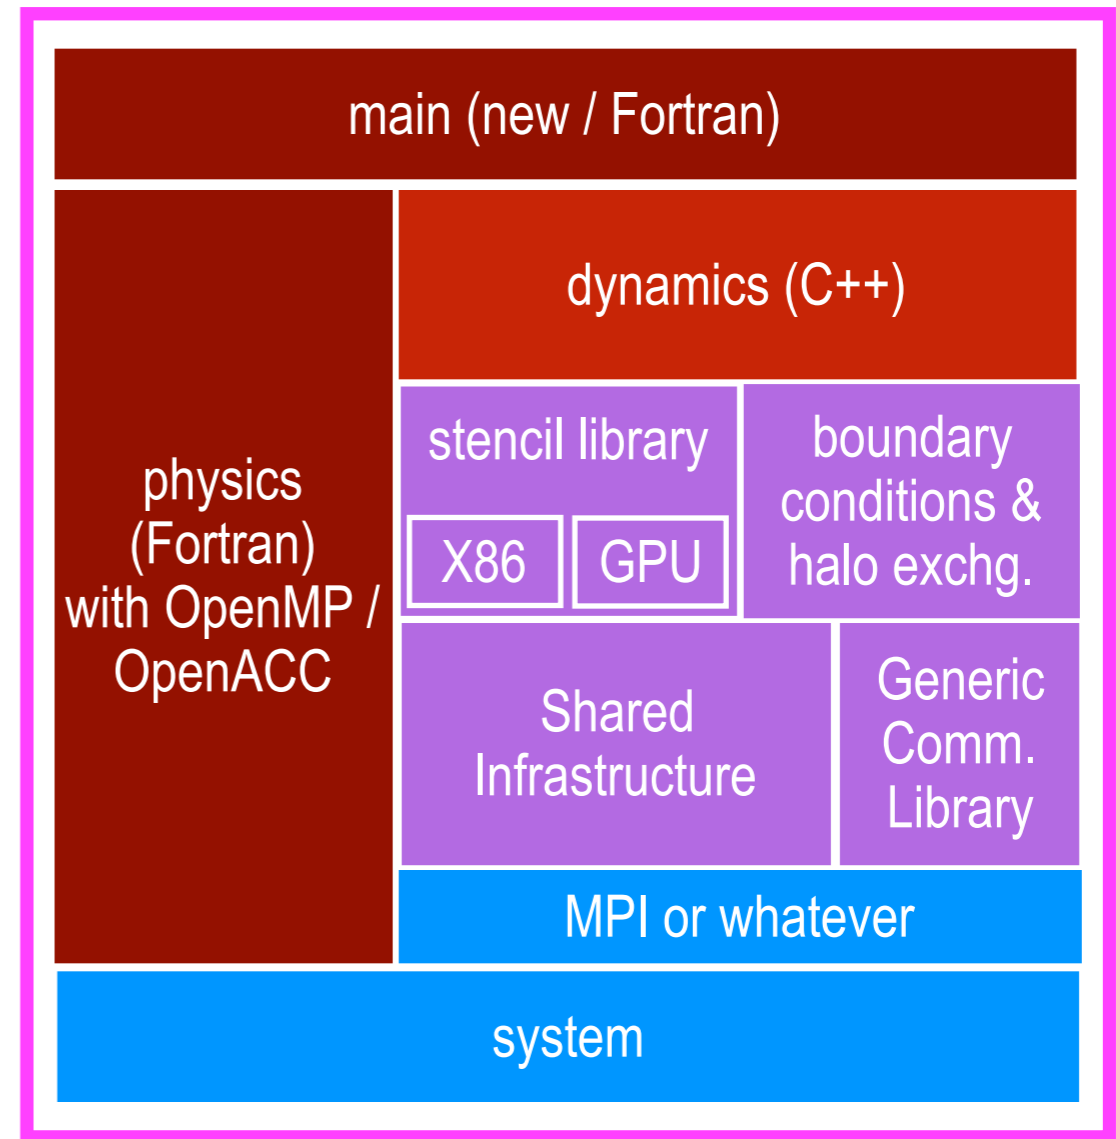 main (new / Fortran)
physics
(Fortran)
with OpenMP /
OpenACC
dynamics (C++)
stencil library
X86
GPU
boundary
conditions &
halo exchg.
Shared
Infrastructure
Generic
Comm.
Library
MPI or whatever
system